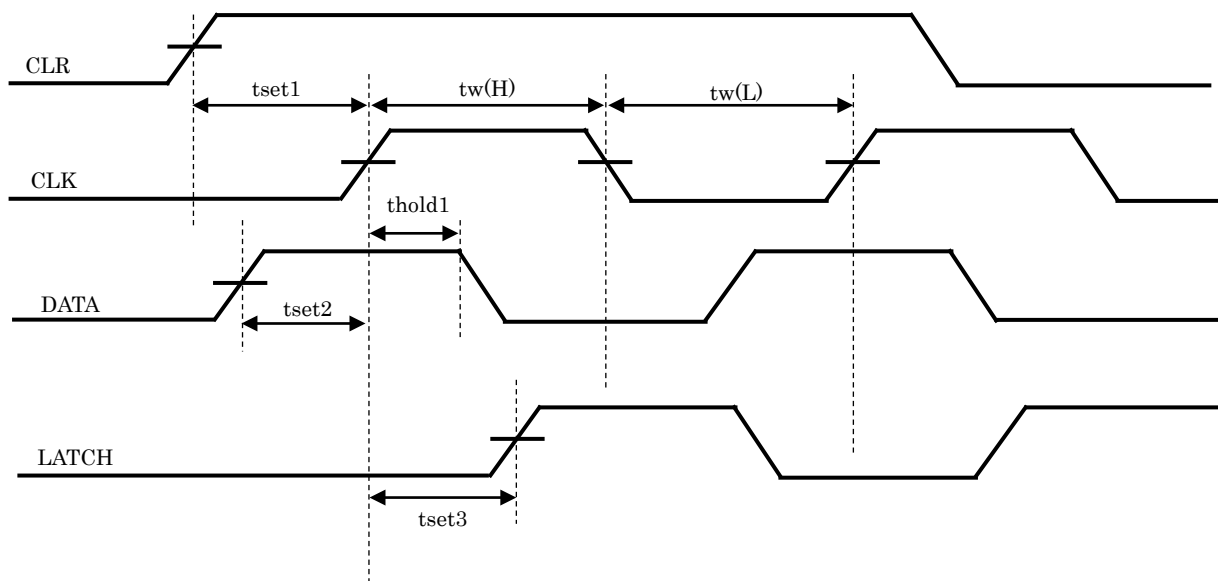 CLR
tset1
tw(H)
tw(L)
CLK
thold1
DATA
tset2
LATCH
tset3